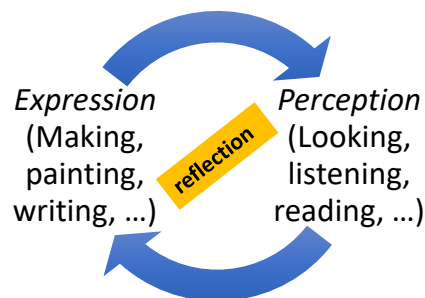 Expression
(Making,
painting,
writing, …)
reflection
Perception
(Looking,
listening,
reading, …)